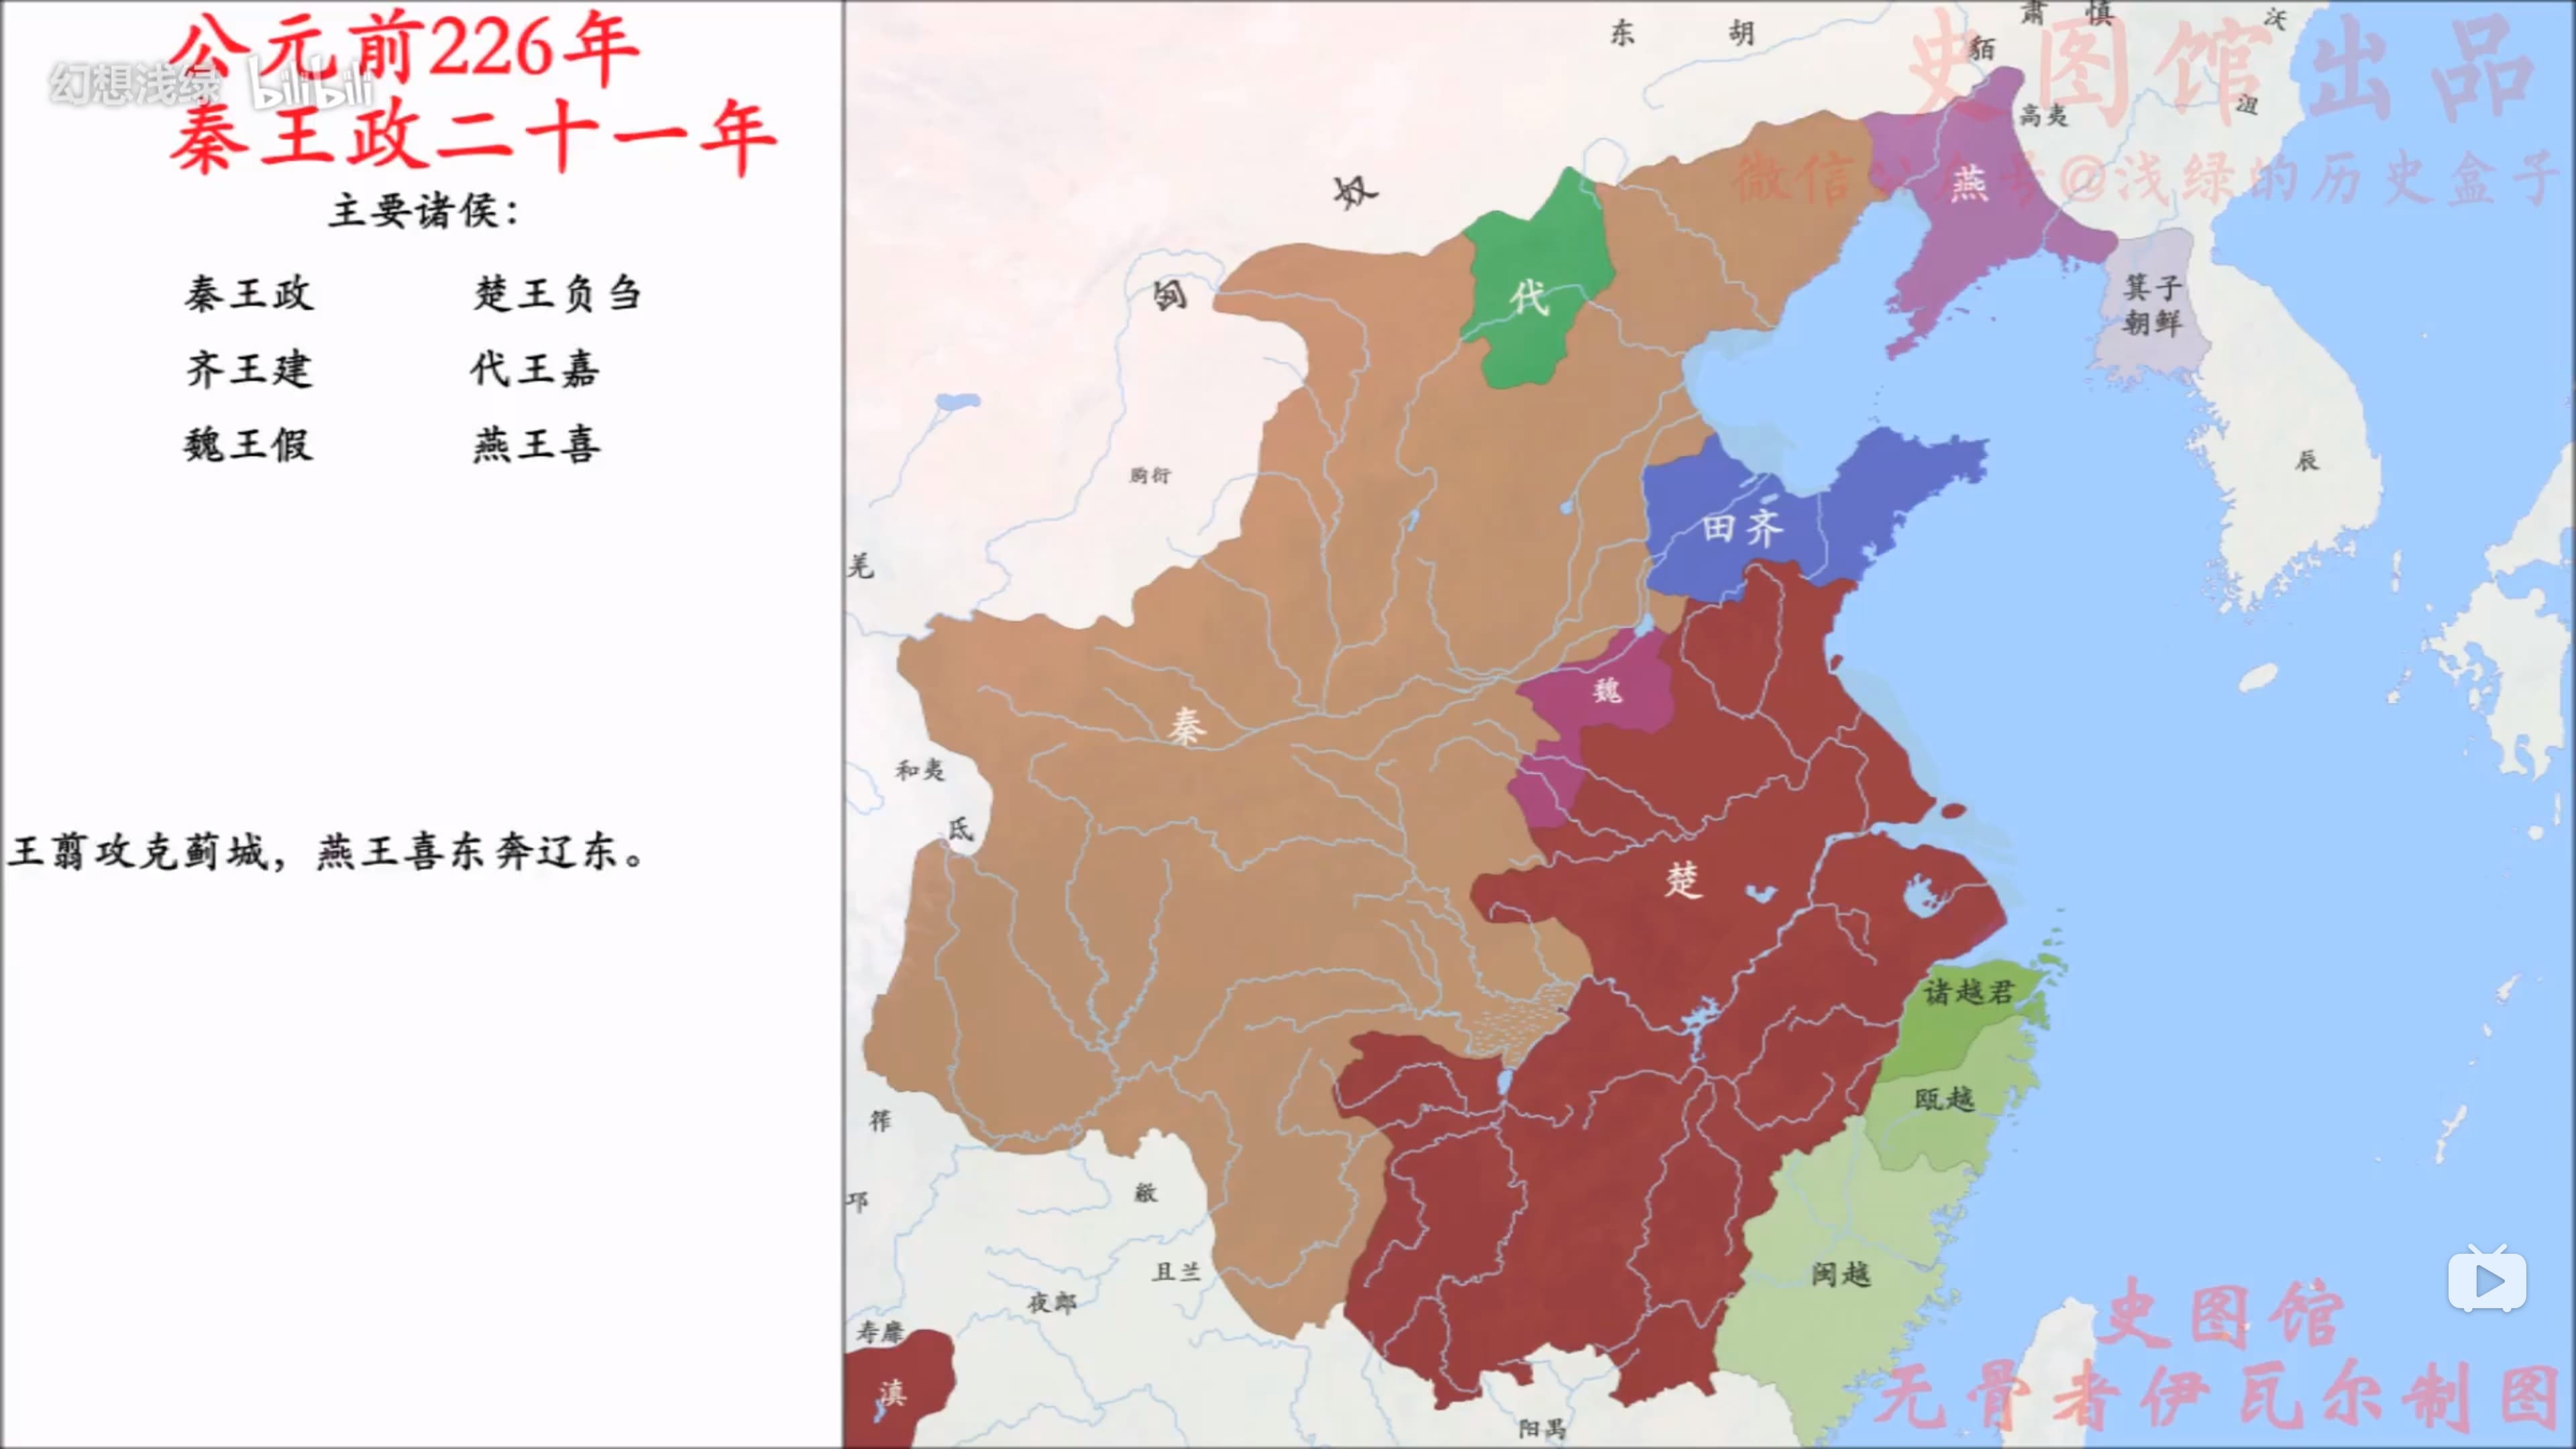 公元前226年
幻想浅绿 bilibili
秦王政二十一年
主要诸侯：
秦王政 楚王负刍
齐王建 代王嘉
魏王假 燕王喜
王翦攻克蓟城，燕王喜东奔辽东。
史图馆出品
微信公众号@浅绿的历史盒子
东胡
肃慎
沃
貊
高夷
沮
燕
奴
匈
代
箕子
朝鲜
辰
昫衍
田齐
羌
魏
秦
和夷
氐
楚
诸越君
瓯越
闽越
筰
邛
敝
且兰
夜郎
寿靡
滇
阳禺
史图馆
无骨者伊瓦尔制图